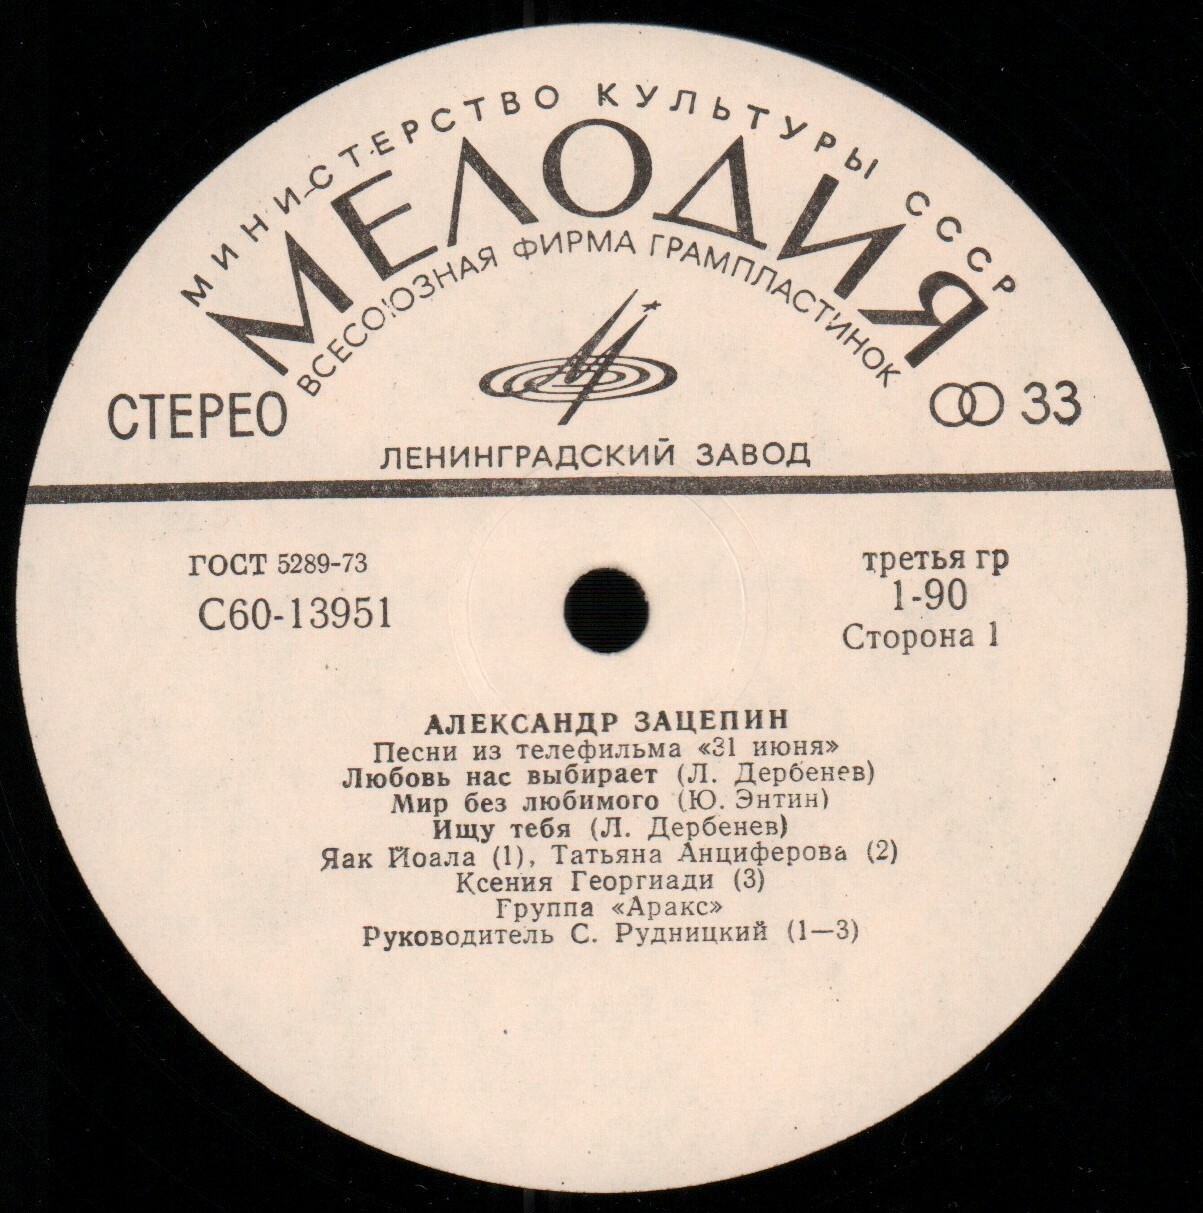 МИНИСТЕРСТВО КУЛЬТУРЫ СССР
МЕЛОДИЯ
ВСЕСОЮЗНАЯ ФИРМА ГРАМПЛАСТИНОК
СТЕРЕО
33
ЛЕНИНГРАДСКИЙ ЗАВОД
ГОСТ 5289-73
С60-13951
третья гр
1-90
Сторона 1
АЛЕКСАНДР ЗАЦЕПИН
Песни из телефильма «31 июня»
Любовь нас выбирает (Л. Дербенев)
Мир без любимого (Ю. Энтин)
Ищу тебя (Л. Дербенев)
Яак Йоала (1), Татьяна Анциферова (2)
Ксения Георгиади (3)
Группа «Аракс»
Руководитель С. Рудницкий (1—3)